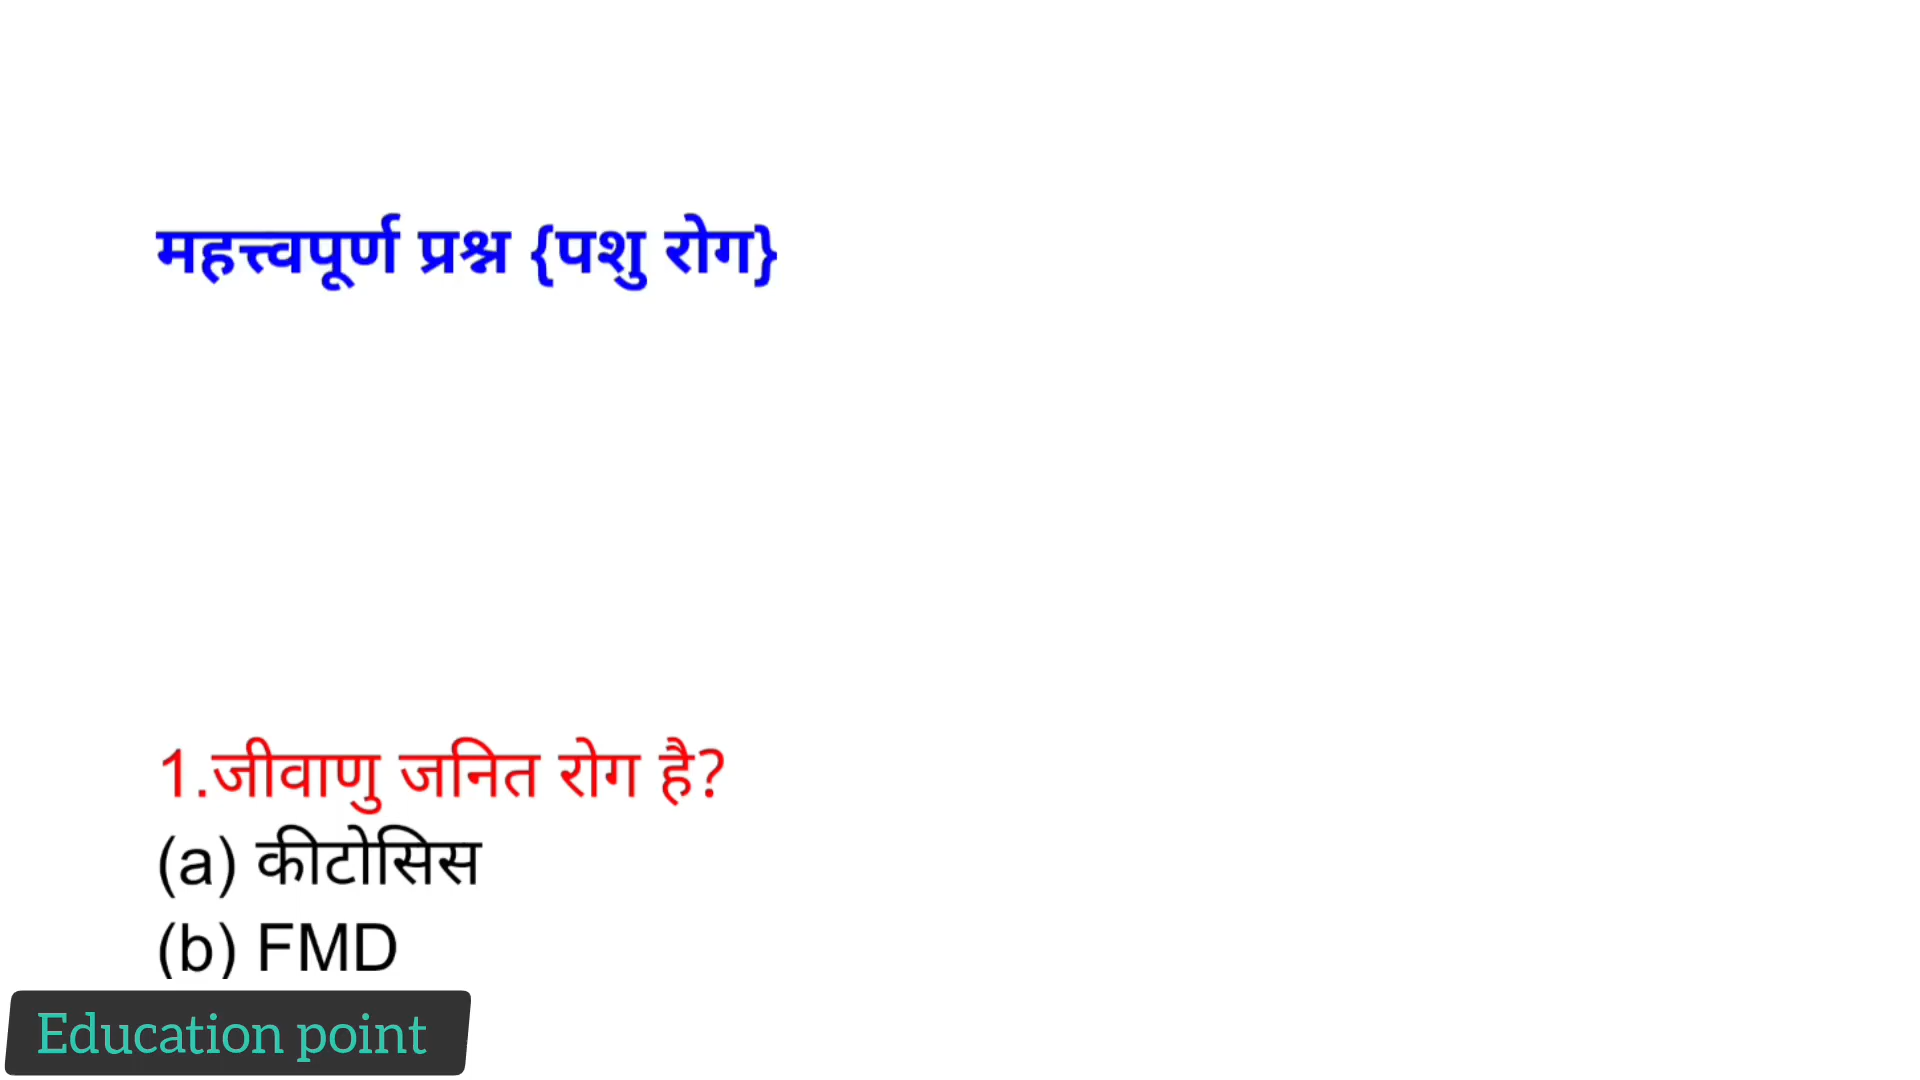 महत्त्वपूर्ण प्रश्न {पशु रोग}
1.जीवाणु जनित रोग है?
(a) कीटोसिस
(b) FMD
Education point